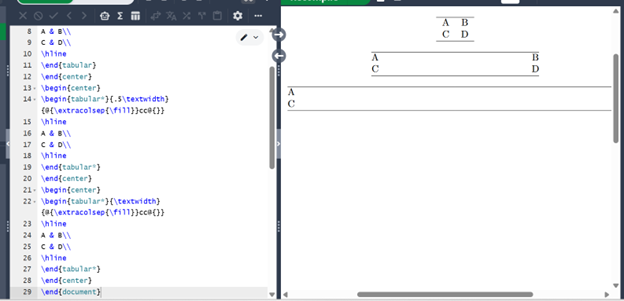 8 A & B\\
9 C & D\\
10 \hline
11 \end{tabular}
12 \end{center}
13 \begin{center}
14 \begin{tabular*}{.5\textwidth}
{@{\extracolsep{\fill}}cc@{}}
15 \hline
16 A & B\\
17 C & D\\
18 \hline
19 \end{tabular*}
20 \end{center}
21 \begin{center}
22 \begin{tabular*}{\textwidth}
{@{\extracolsep{\fill}}cc@{}}
23 \hline
24 A & B\\
25 C & D\\
26 \hline
27 \end{tabular*}
28 \end{center}
29 \end{document}
A B
C D
A B
C D
A
C